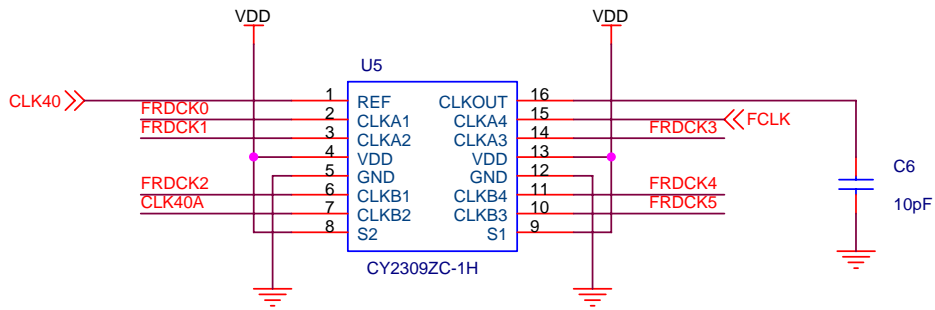 VDD VDD
U5
CLK40 1 REF CLKOUT 16
FRDCK0 2 CLKA1 CLKA4 15 FCLK
FRDCK1 3 CLKA2 CLKA3 14 FRDCK3
4 VDD VDD 13
5 GND GND 12
FRDCK2 6 CLKB1 CLKB4 11 FRDCK4
CLK40A 7 CLKB2 CLKB3 10 FRDCK5
8 S2 S1 9
CY2309ZC-1H
C6
10pF